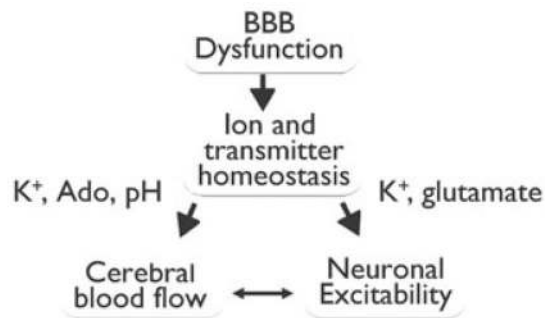 BBB
Dysfunction
Ion and
transmitter
homeostasis
K⁺, Ado, pH
K⁺, glutamate
Cerebral
blood flow
Neuronal
Excitability